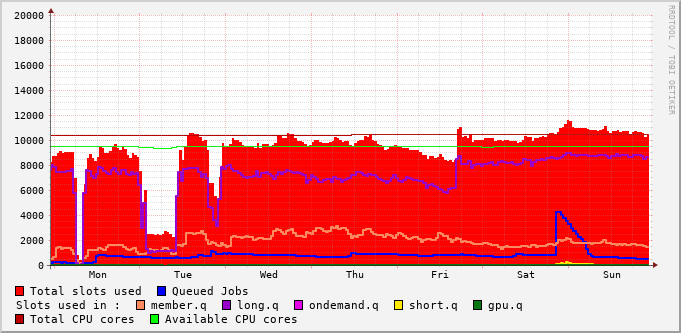 RRDTOOL / TOBI OETIKER
20000
18000
16000
14000
12000
10000
8000
6000
4000
2000
0
Mon Tue Wed Thu Fri Sat Sun
Total slots used Queued Jobs
Slots used in : member.q long.q ondemand.q short.q gpu.q
Total CPU cores Available CPU cores